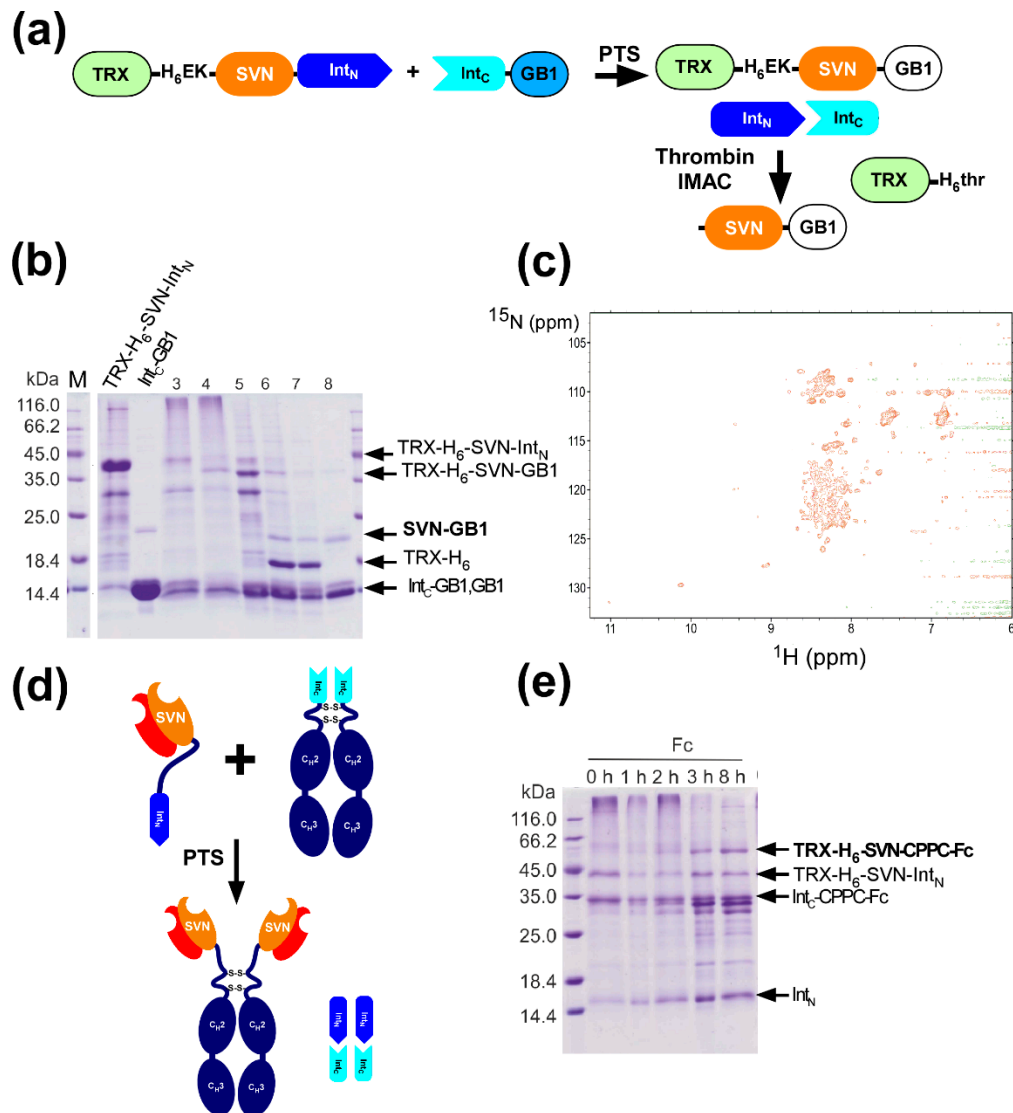 (a)
TRX
H6EK
SVN
IntN
+
IntC
GB1
PTS
TRX
H6EK
SVN
GB1
IntN
IntC
Thrombin
IMAC
TRX
H6thr
SVN
GB1
(b)
TRX-H6-SVN-IntN
IntC-GB1
kDa
M
3 4 5 6 7 8
116.0
66.2
45.0
35.0
25.0
18.4
14.4
TRX-H6-SVN-IntN
TRX-H6-SVN-GB1
SVN-GB1
TRX-H6
IntC-GB1,GB1
(c)
15N (ppm)
105
110
115
120
125
130
11 10 9 8 7 6
1H (ppm)
(d)
SVN
IntN
+
IntC IntC
S-S
S-S
CH2 CH2
CH3 CH3
PTS
SVN SVN
S-S
S-S
CH2 CH2
CH3 CH3
IntN IntN
IntC IntC
(e)
Fc
kDa
0 h 1 h 2 h 3 h 8 h
116.0
66.2
45.0
35.0
25.0
18.4
14.4
TRX-H6-SVN-CPPC-Fc
TRX-H6-SVN-IntN
IntC-CPPC-Fc
IntN